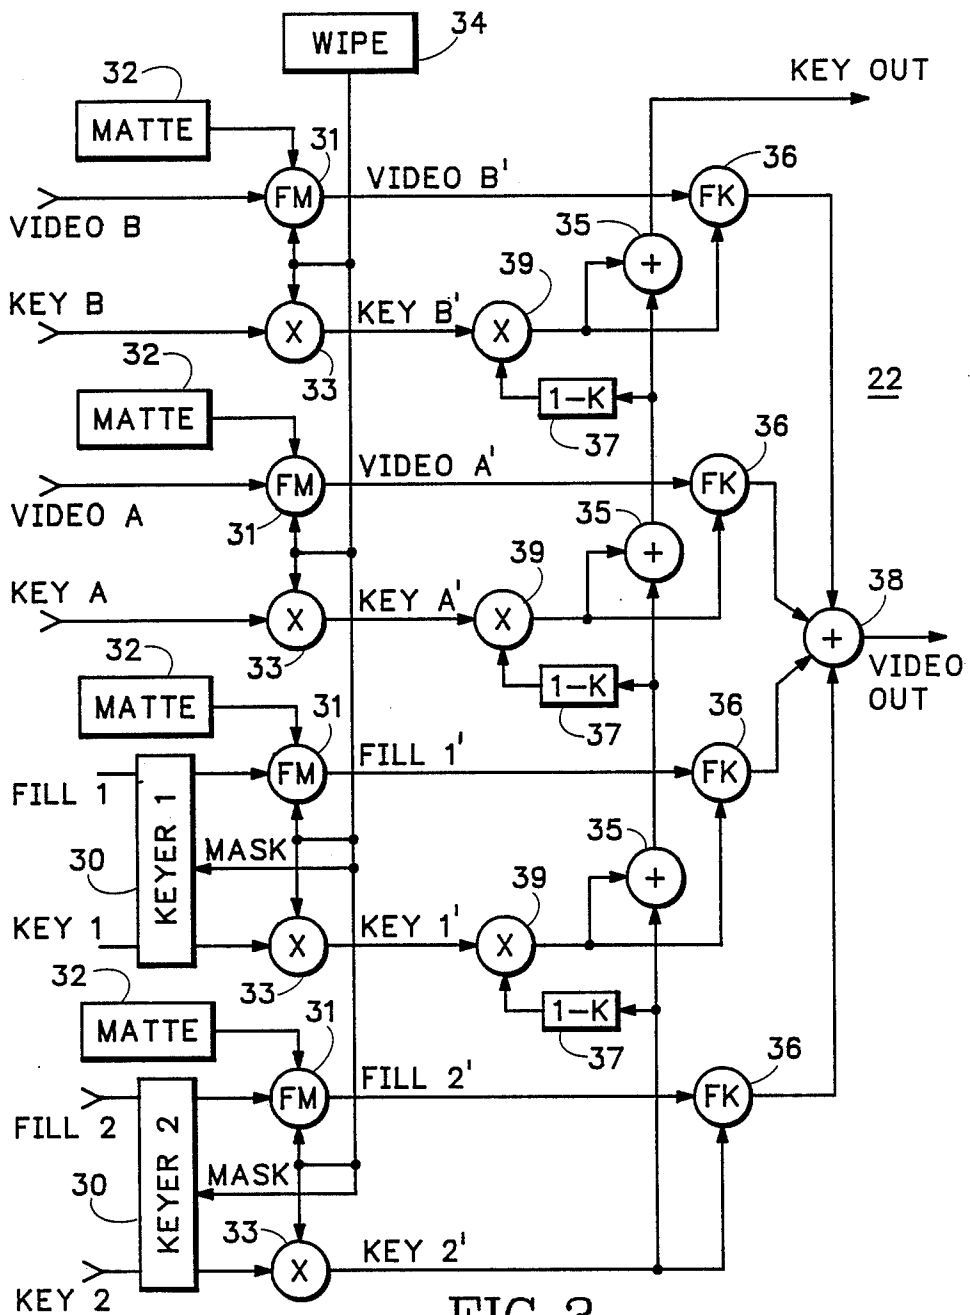 WIPE
34
32
KEY OUT
MATTE
31
36
FM
VIDEO B'
FK
VIDEO B
35
+
39
KEY B
KEY B'
X
X
32
33
22
1-K
MATTE
37
36
VIDEO A'
FM
FK
VIDEO A
31
35
39
+
KEY A
KEY A'
38
X
X
+
32
33
VIDEO
OUT
1-K
MATTE
31
37
36
FILL 1'
FM
FK
FILL 1
KEYER 1
35
30
MASK
39
+
KEY 1
KEY 1'
X
X
32
33
31
1-K
MATTE
37
36
FILL 2'
FM
FK
FILL 2
KEYER 2
30
MASK
33
KEY 2'
X
KEY 2
FIG.3